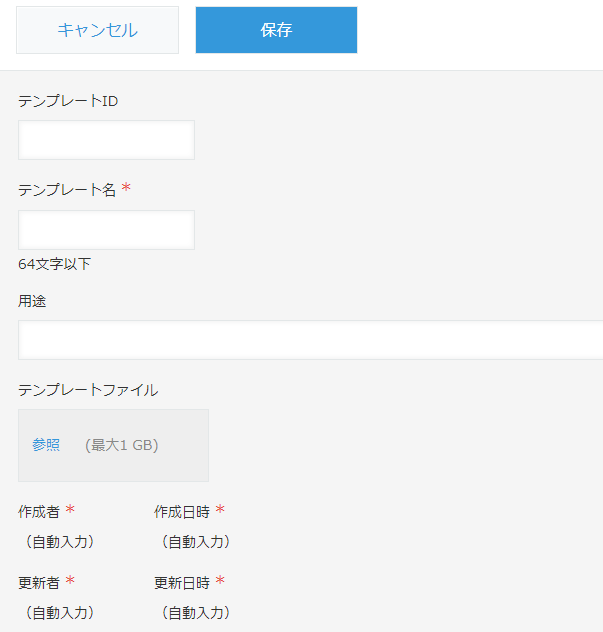 キャンセル 保存
テンプレートID
テンプレート名 *
64文字以下
用途
テンプレートファイル
参照 (最大1 GB)
作成者 * 作成日時 *
（自動入力） （自動入力）
更新者 * 更新日時 *
（自動入力） （自動入力）